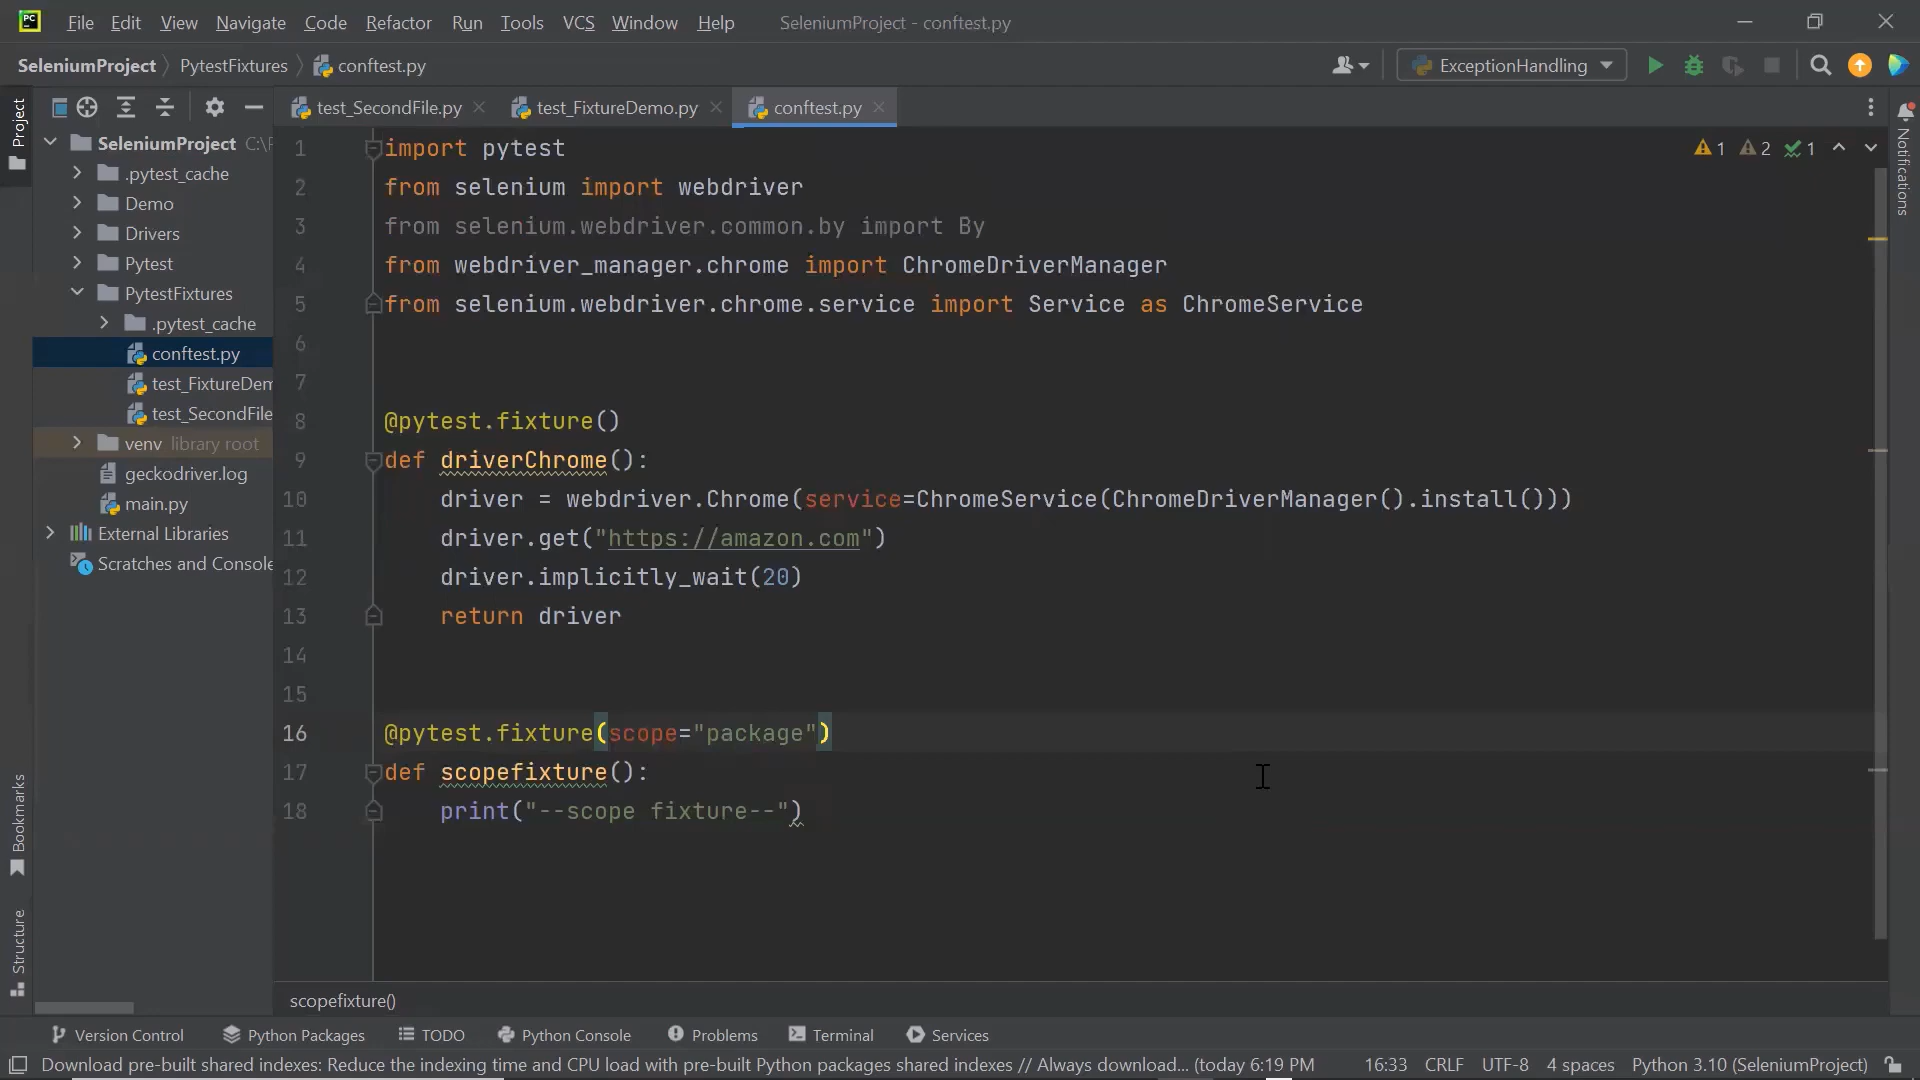 PC File Edit View Navigate Code Refactor Run Tools VCS Window Help SeleniumProject - conftest.py
SeleniumProject PytestFixtures conftest.py ExceptionHandling
Project
test_SecondFile.py test_FixtureDemo.py conftest.py
SeleniumProject C:\F
.pytest_cache
Demo
Drivers
Pytest
PytestFixtures
.pytest_cache
conftest.py
test_FixtureDem
test_SecondFile
venv library root
geckodriver.log
main.py
External Libraries
Scratches and Console
1 import pytest
2 from selenium import webdriver
3 from selenium.webdriver.common.by import By
4 from webdriver_manager.chrome import ChromeDriverManager
5 from selenium.webdriver.chrome.service import Service as ChromeService
6
7
8 @pytest.fixture()
9 def driverChrome():
10 driver = webdriver.Chrome(service=ChromeService(ChromeDriverManager().install()))
11 driver.get("https://amazon.com")
12 driver.implicitly_wait(20)
13 return driver
14
15
16 @pytest.fixture(scope="package")
17 def scopefixture():
18 print("--scope fixture--")
1 2 1
Notifications
Bookmarks
Structure
scopefixture()
Version Control Python Packages TODO Python Console Problems Terminal Services
Download pre-built shared indexes: Reduce the indexing time and CPU load with pre-built Python packages shared indexes // Always download... (today 6:19 PM 16:33 CRLF UTF-8 4 spaces Python 3.10 (SeleniumProject)